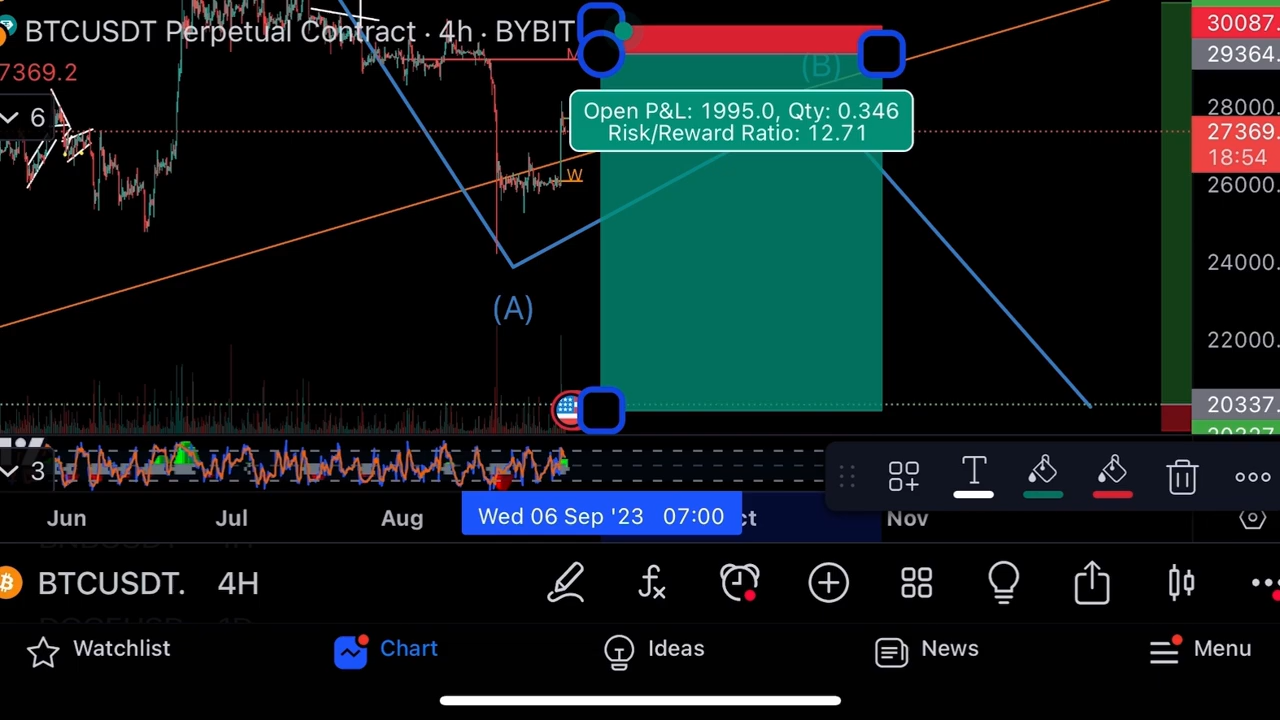 BTCUSDT Perpetual Contract · 4h · BYBIT
7369.2
6
M
(B)
30087.
29364.
28000.
27369
18:54
26000.
24000.
22000.
20337.
Open P&L: 1995.0, Qty: 0.346
Risk/Reward Ratio: 12.71
W
(A)
3
Jun
Jul
Aug
Wed 06 Sep '23 07:00
ct
Nov
BTCUSDT. 4H
Watchlist
Chart
Ideas
News
Menu